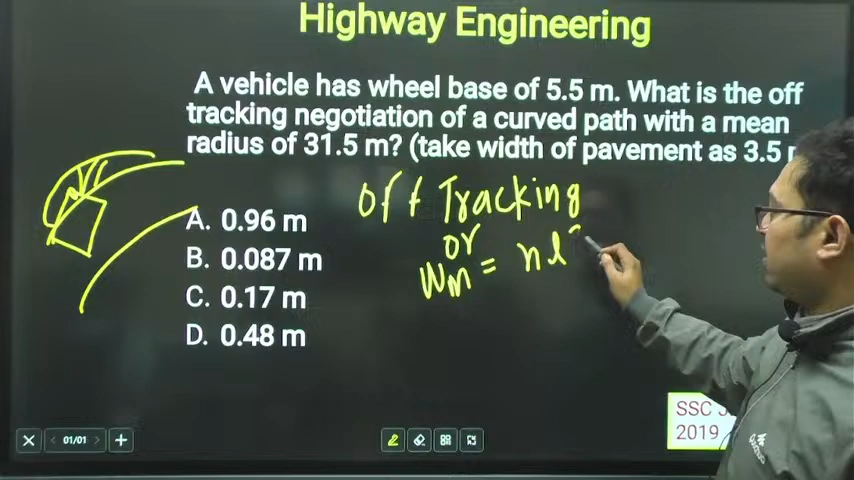 Highway Engineering
A vehicle has wheel base of 5.5 m. What is the off
tracking negotiation of a curved path with a mean
radius of 31.5 m? (take width of pavement as 3.5
A. 0.96 m
B. 0.087 m
C. 0.17 m
D. 0.48 m
Off Tracking
or
Wm = nl²
SSC
2019
01/01